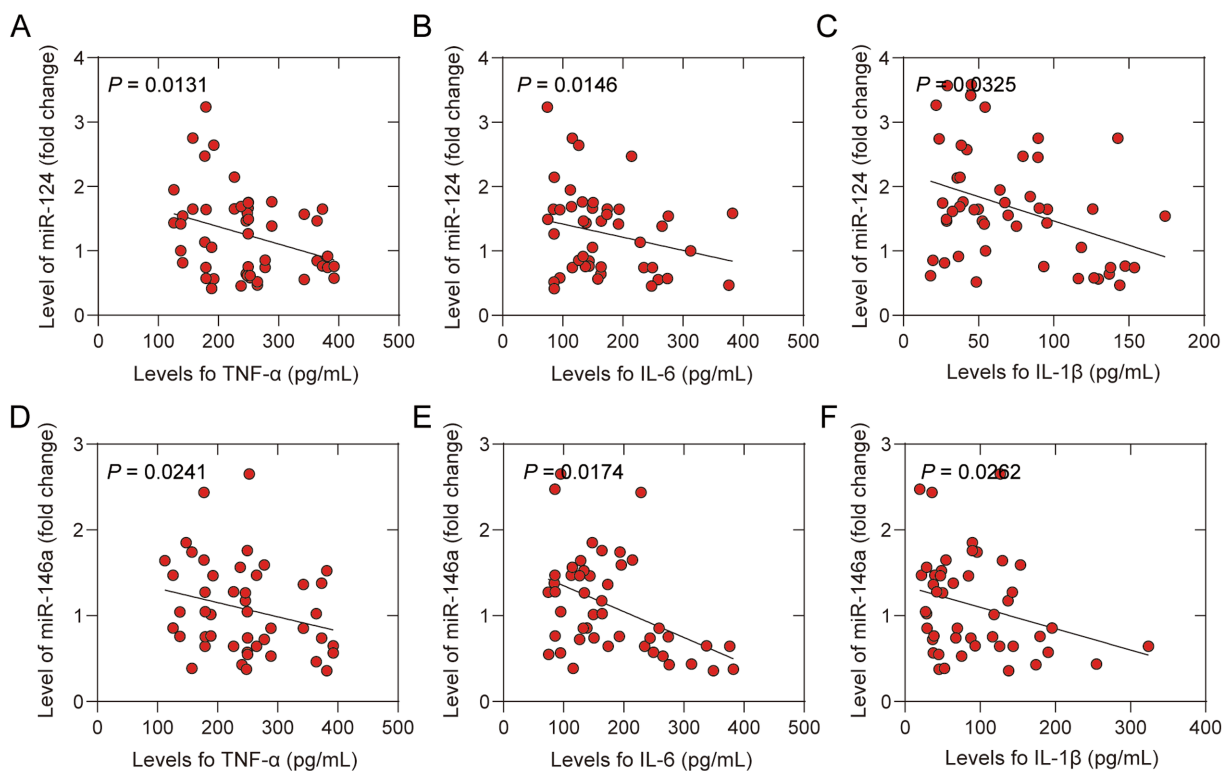 A
B
C
Level of miR-124 (fold change)
4
3
2
1
0
P = 0.0131
0 100 200 300 400 500
Levels fo TNF-α (pg/mL)
Level of miR-124 (fold change)
4
3
2
1
0
P = 0.0146
0 100 200 300 400 500
Levels fo IL-6 (pg/mL)
Level of miR-124 (fold change)
4
3
2
1
0
P = 0.0325
0 50 100 150 200
Levels fo IL-1β (pg/mL)
D
E
F
Level of miR-146a (fold change)
3
2
1
0
P = 0.0241
0 100 200 300 400 500
Levels fo TNF-α (pg/mL)
Level of miR-146a (fold change)
3
2
1
0
P = 0.0174
0 100 200 300 400 500
Levels fo IL-6 (pg/mL)
Level of miR-146a (fold change)
3
2
1
0
P = 0.0262
0 100 200 300 400
Levels fo IL-1β (pg/mL)